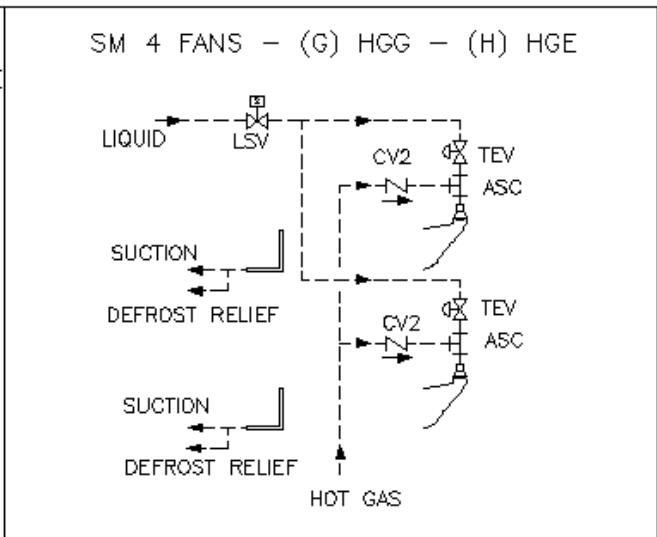 SM 4 FANS - (G) HGG - (H) HGE
S
LIQUID
LSV
CV2
TEV
ASC
SUCTION
DEFROST RELIEF
TEV
CV2
ASC
SUCTION
DEFROST RELIEF
HOT GAS